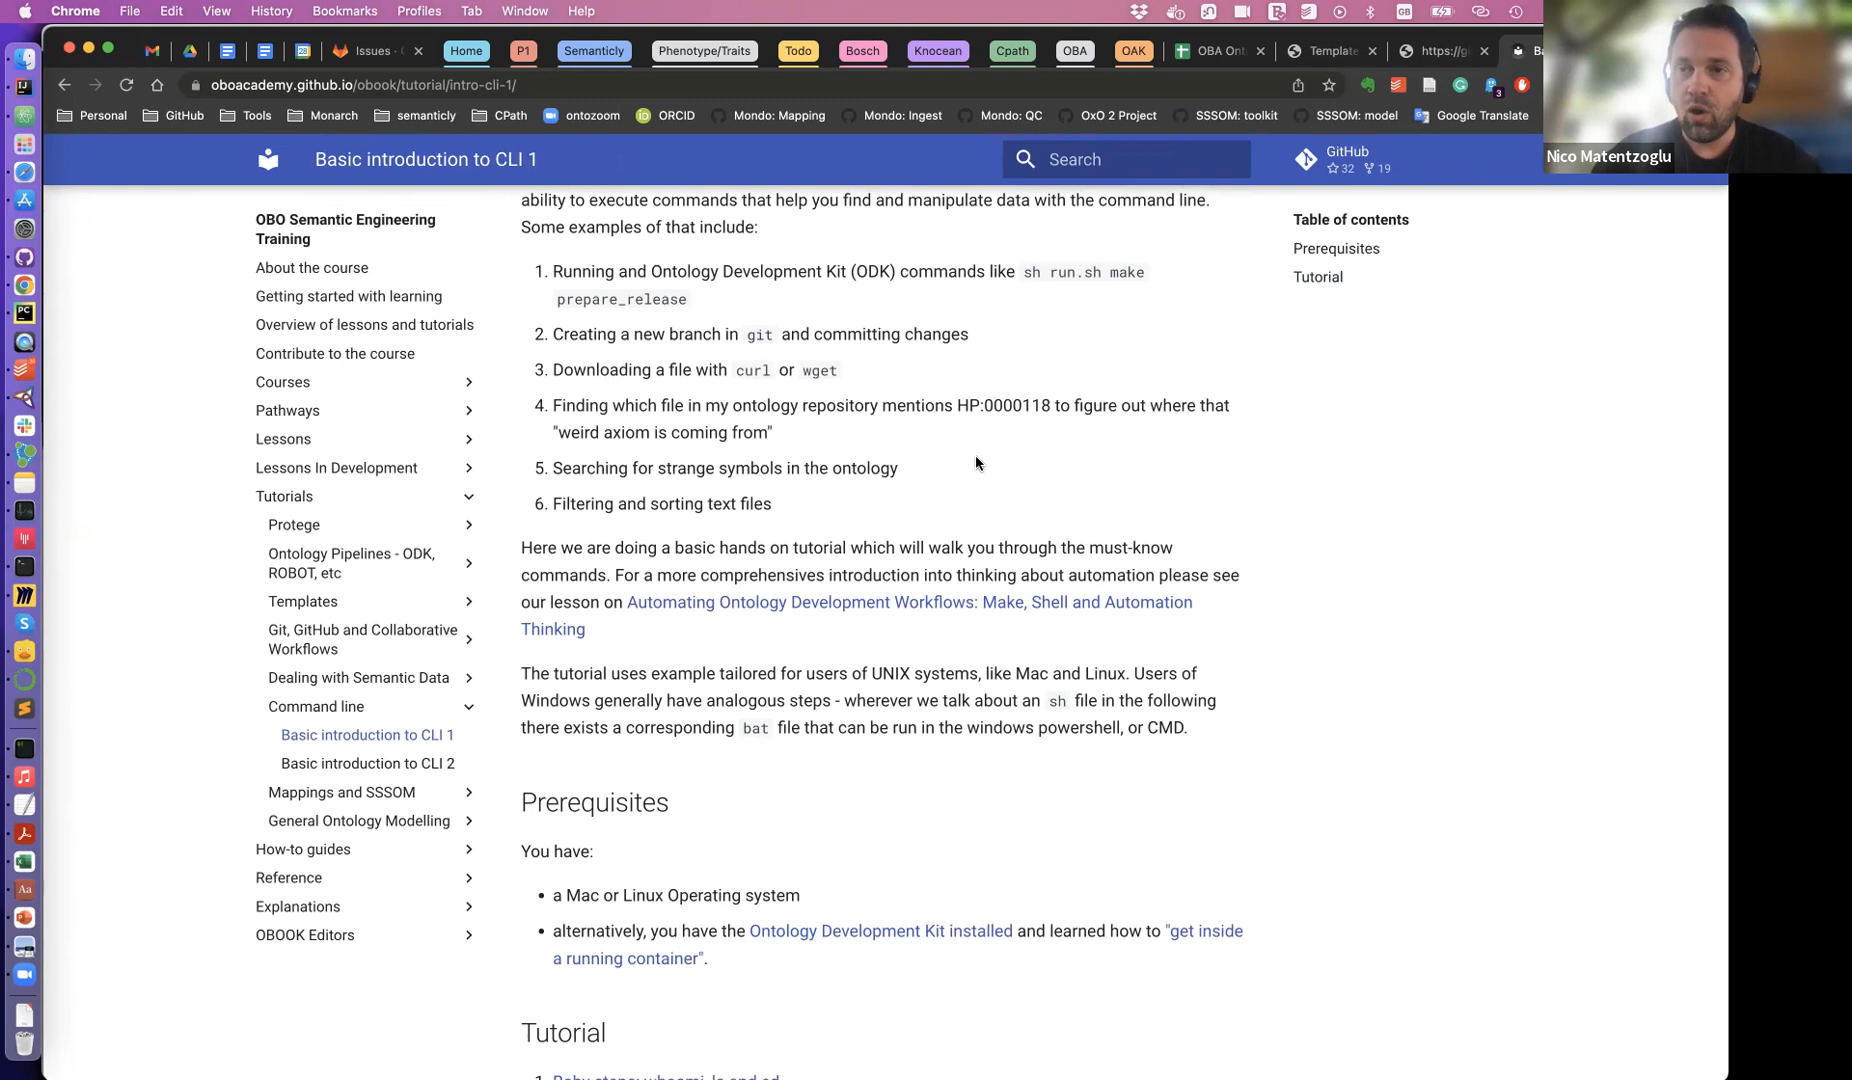 Chrome File Edit View History Bookmarks Profiles Tab Window Help
GB
28 Issues - Home P1 Semanticly Phenotype/Traits Todo Bosch Knocean Cpath OBA OAK OBA Ont Template
oboacademy.github.io/obook/tutorial/intro-cli-1/
3
Personal GitHub Tools Monarch semanticly CPath ontozoom ORCID Mondo: Mapping Mondo: Ingest Mondo: QC OxO 2 Project SSSOM: toolkit SSSOM: model Google Translate
Nico Matentzoglu
Basic introduction to CLI 1
Search
GitHub
32 19
OBO Semantic Engineering
Training
About the course
Getting started with learning
Overview of lessons and tutorials
Contribute to the course
Courses
Pathways
Lessons
Lessons In Development
Tutorials
Protege
Ontology Pipelines - ODK,
ROBOT, etc
Templates
Git, GitHub and Collaborative
Workflows
Dealing with Semantic Data
Command line
Basic introduction to CLI 1
Basic introduction to CLI 2
Mappings and SSSOM
General Ontology Modelling
How-to guides
Reference
Explanations
OBOOK Editors
ability to execute commands that help you find and manipulate data with the command line.
Some examples of that include:
1. Running and Ontology Development Kit (ODK) commands like sh run.sh make
prepare_release
2. Creating a new branch in git and committing changes
3. Downloading a file with curl or wget
4. Finding which file in my ontology repository mentions HP:0000118 to figure out where that
"weird axiom is coming from"
5. Searching for strange symbols in the ontology
6. Filtering and sorting text files
Here we are doing a basic hands on tutorial which will walk you through the must-know
commands. For a more comprehensives introduction into thinking about automation please see
our lesson on Automating Ontology Development Workflows: Make, Shell and Automation
Thinking
The tutorial uses example tailored for users of UNIX systems, like Mac and Linux. Users of
Windows generally have analogous steps - wherever we talk about an sh file in the following
there exists a corresponding bat file that can be run in the windows powershell, or CMD.
Prerequisites
You have:
• a Mac or Linux Operating system
• alternatively, you have the Ontology Development Kit installed and learned how to "get inside
a running container".
Tutorial
Table of contents
Prerequisites
Tutorial